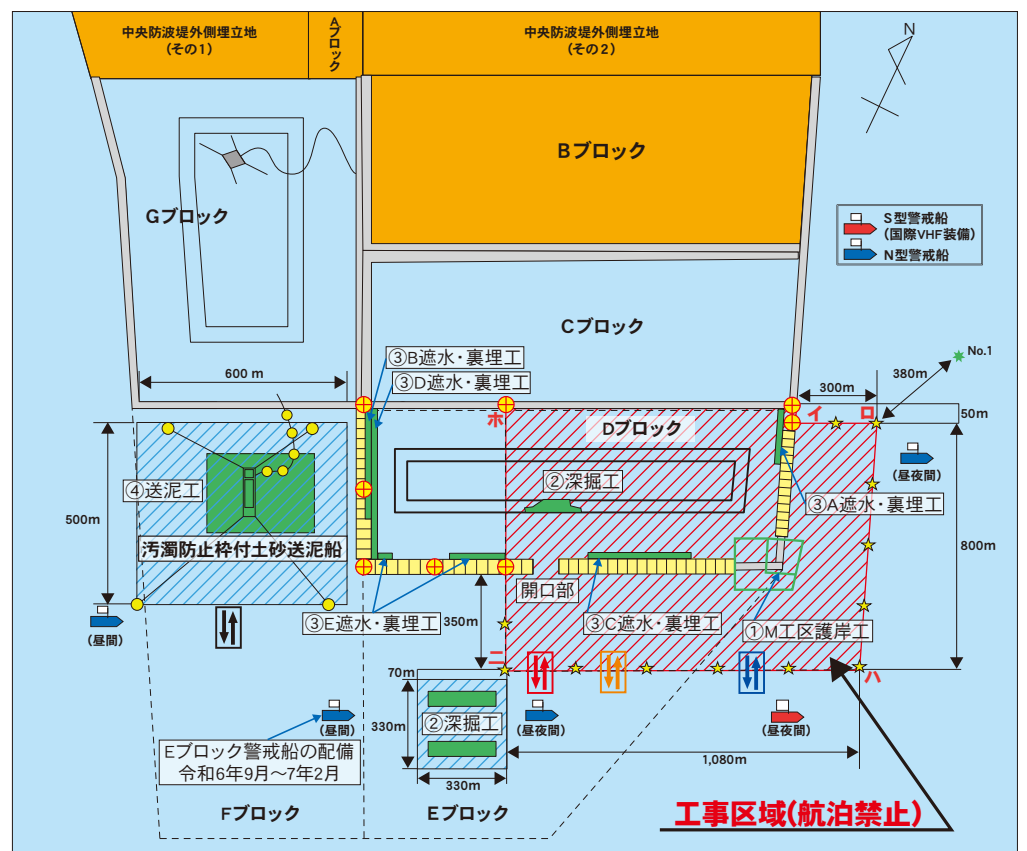 中央防波堤外側埋立地
(その1)
Aブロック
中央防波堤外側埋立地
(その2)
N
Bブロック
Gブロック
S型警戒船
(国際VHF装備)
N型警戒船
Cブロック
③B遮水・裏埋工
③D遮水・裏埋工
600 m
No.1
380m
300m
50m
イ
ロ
ホ
Dブロック
②深掘工
(昼夜間)
③A遮水・裏埋工
④送泥工
500m
汚濁防止枠付土砂送泥船
800m
開口部
(昼間)
③E遮水・裏埋工
350m
③C遮水・裏埋工
①M工区護岸工
ニ
ハ
70m
330m
②深掘工
(昼間)
(昼夜間)
(昼夜間)
Eブロック警戒船の配備
令和6年9月～7年2月
330m
1,080m
Fブロック
Eブロック
工事区域(航泊禁止)